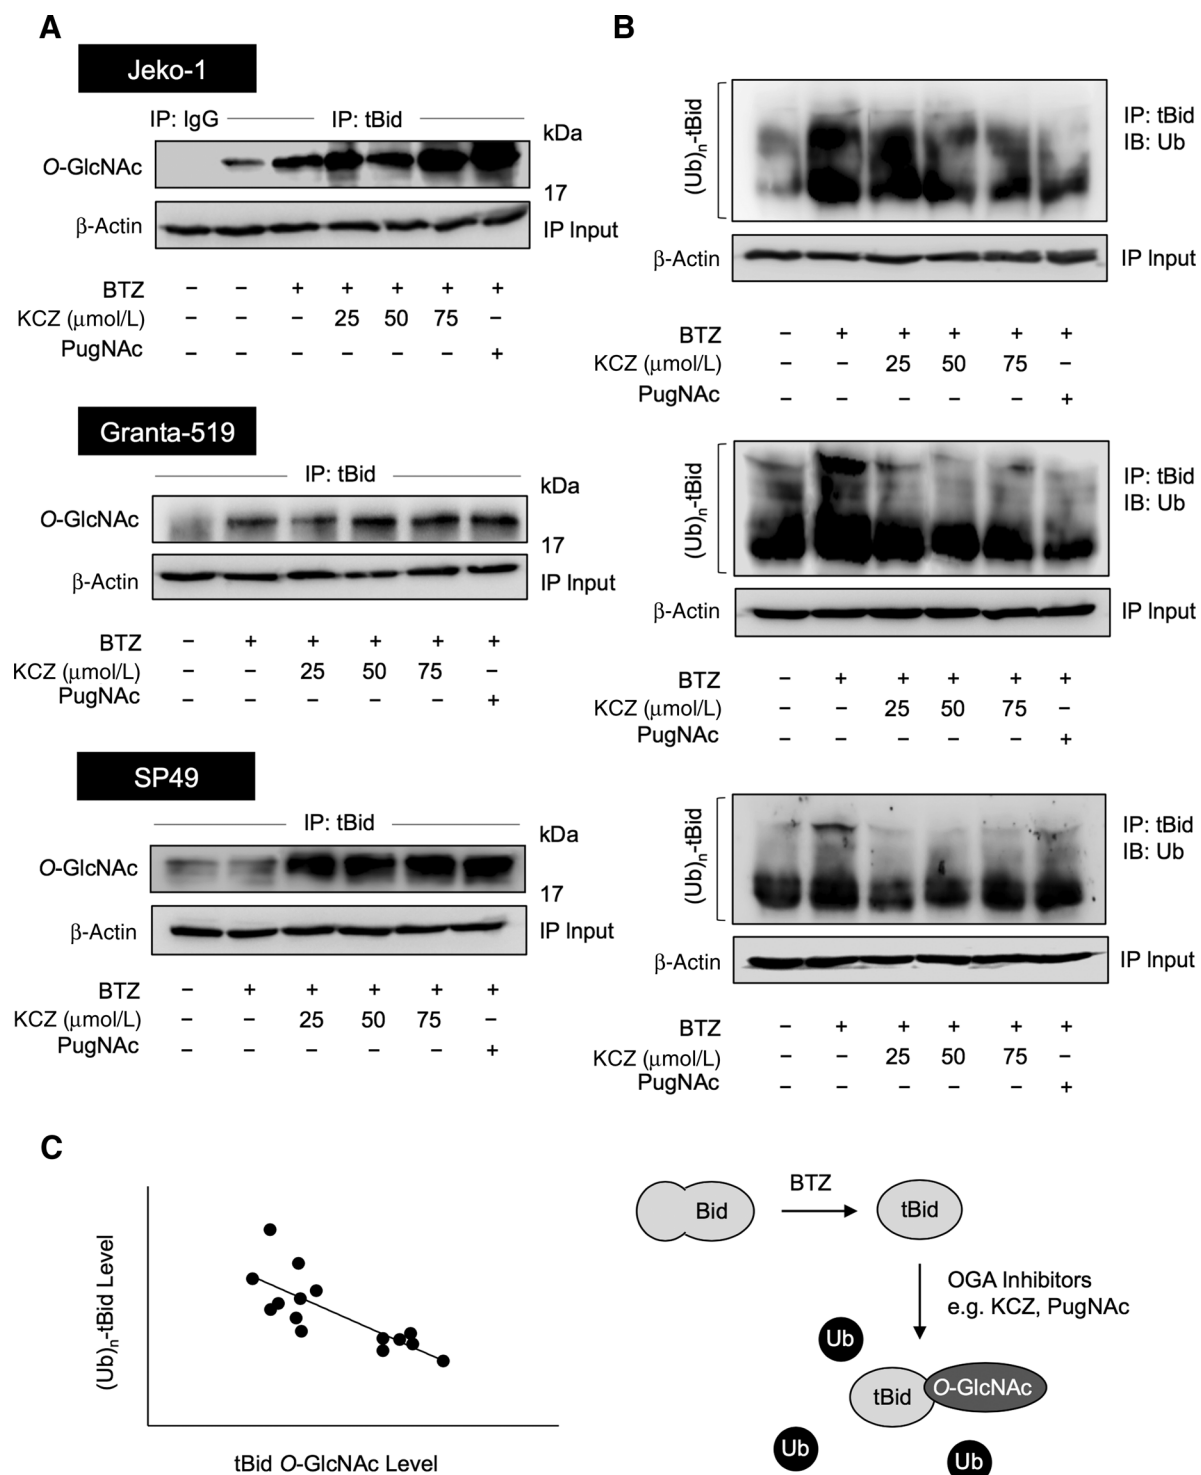 A
Jeko-1
IP: IgG IP: tBid kDa
O-GlcNAc
17
β-Actin IP Input
BTZ – – + + + + +
KCZ (μmol/L) – – – 25 50 75 –
PugNAc – – – – – – +
Granta-519
IP: tBid kDa
O-GlcNAc
17
β-Actin IP Input
BTZ – + + + + +
KCZ (μmol/L) – – 25 50 75 –
PugNAc – – – – – +
SP49
IP: tBid kDa
O-GlcNAc
17
β-Actin IP Input
BTZ – + + + + +
KCZ (μmol/L) – – 25 50 75 –
PugNAc – – – – – +
B
(Ub)n-tBid
IP: tBid
IB: Ub
β-Actin IP Input
BTZ – + + + + +
KCZ (μmol/L) – – 25 50 75 –
PugNAc – – – – – +
(Ub)n-tBid
IP: tBid
IB: Ub
β-Actin IP Input
BTZ – + + + + +
KCZ (μmol/L) – – 25 50 75 –
PugNAc – – – – – +
(Ub)n-tBid
IP: tBid
IB: Ub
β-Actin IP Input
BTZ – + + + + +
KCZ (μmol/L) – – 25 50 75 –
PugNAc – – – – – +
C
(Ub)n-tBid Level
tBid O-GlcNAc Level
Bid
BTZ
tBid
OGA Inhibitors
e.g. KCZ, PugNAc
Ub
tBid O-GlcNAc
Ub
Ub